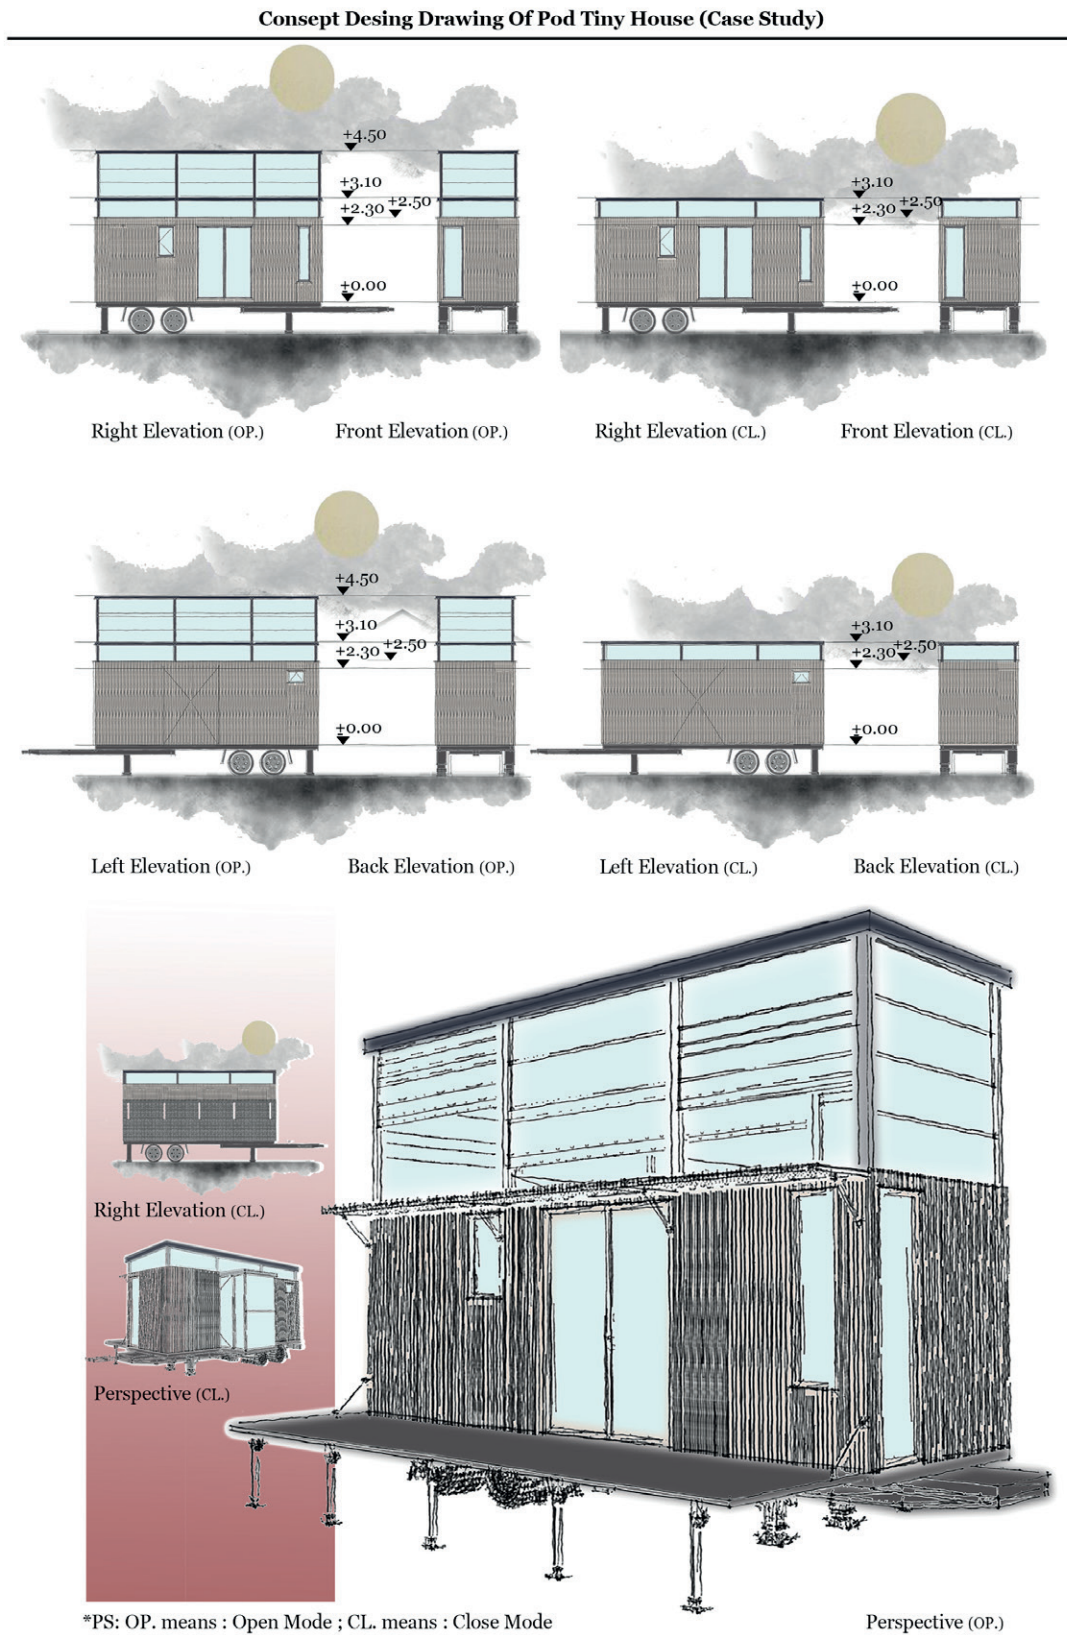 Consept Desing Drawing Of Pod Tiny House (Case Study)
+4.50
+3.10
+2.50
+2.30
±0.00
+3.10
+2.50
+2.30
±0.00
Right Elevation (OP.)
Front Elevation (OP.)
Right Elevation (CL.)
Front Elevation (CL.)
+4.50
+3.10
+2.50
+2.30
±0.00
+3.10
+2.50
+2.30
±0.00
Left Elevation (OP.)
Back Elevation (OP.)
Left Elevation (CL.)
Back Elevation (CL.)
Right Elevation (CL.)
Perspective (CL.)
*PS: OP. means : Open Mode ; CL. means : Close Mode
Perspective (OP.)